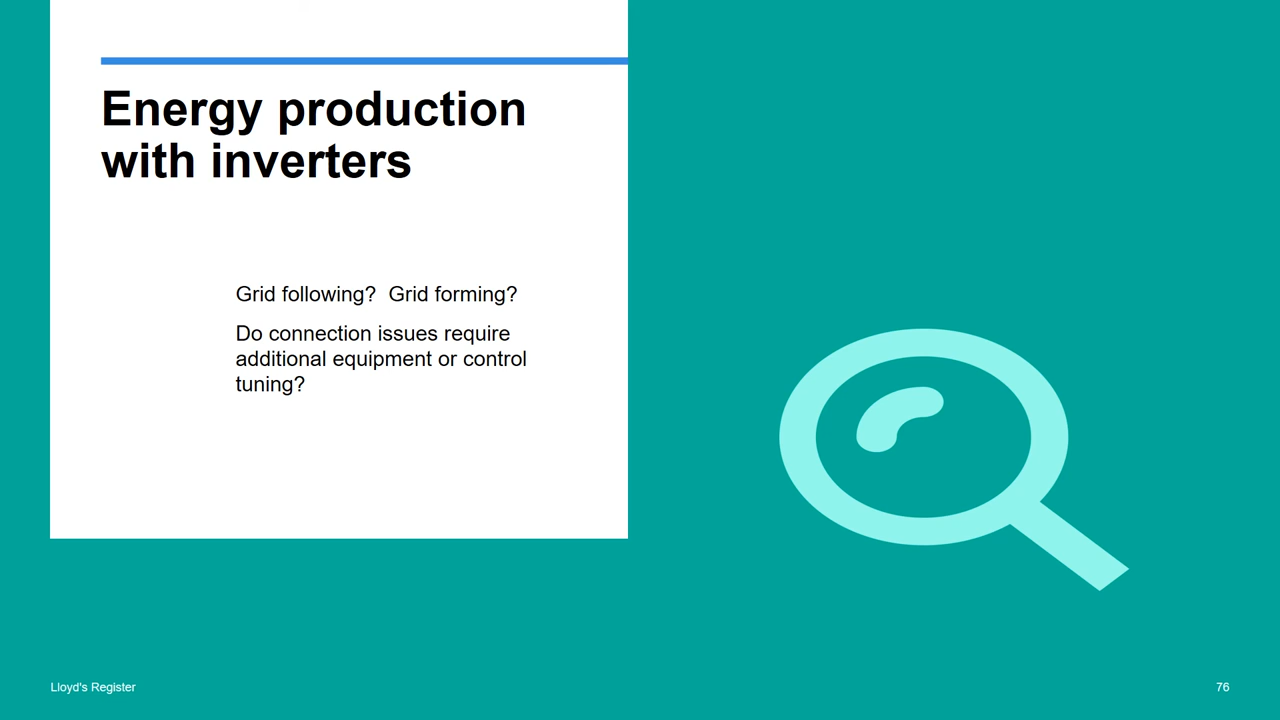 Energy production
with inverters
Grid following?  Grid forming?
Do connection issues require
additional equipment or control
tuning?
Lloyd's Register
76